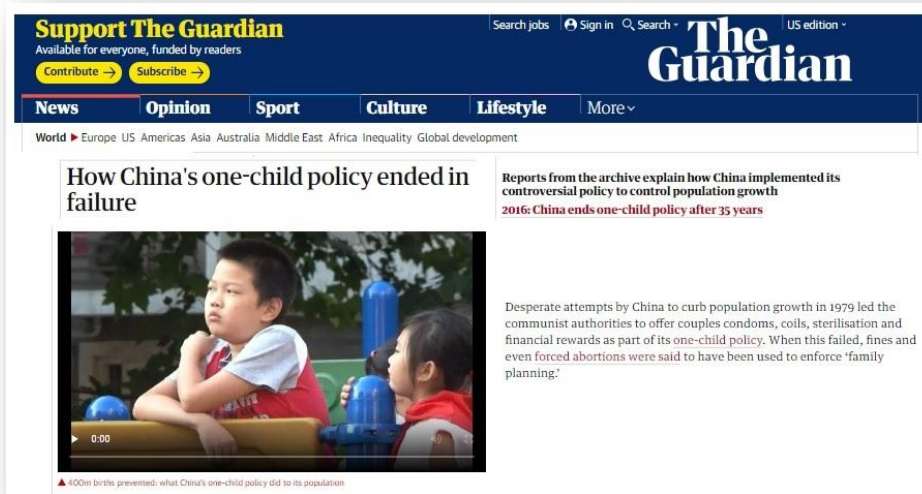 Support The Guardian
Available for everyone, funded by readers
Contribute →
Subscribe →
Search jobs
Sign in
Search
US edition
The
Guardian
News
Opinion
Sport
Culture
Lifestyle
More
World ▶ Europe US Americas Asia Australia Middle East Africa Inequality Global development
How China's one-child policy ended in
failure
Reports from the archive explain how China implemented its
controversial policy to control population growth
2016: China ends one-child policy after 35 years
0:00
▲ 400m births prevented: what China's one-child policy did to its population
Desperate attempts by China to curb population growth in 1979 led the
communist authorities to offer couples condoms, coils, sterilisation and
financial rewards as part of its one-child policy. When this failed, fines and
even forced abortions were said to have been used to enforce ‘family
planning.’